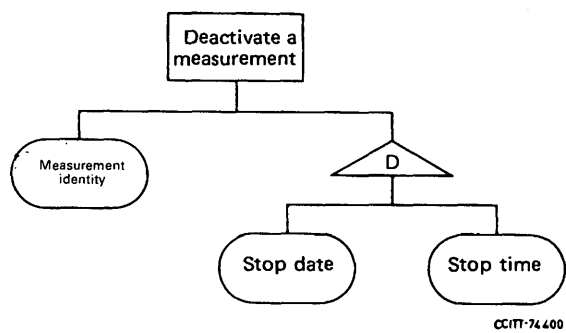 Deactivate a
measurement
Measurement
identity
D
Stop date
Stop time
CCITT-74400